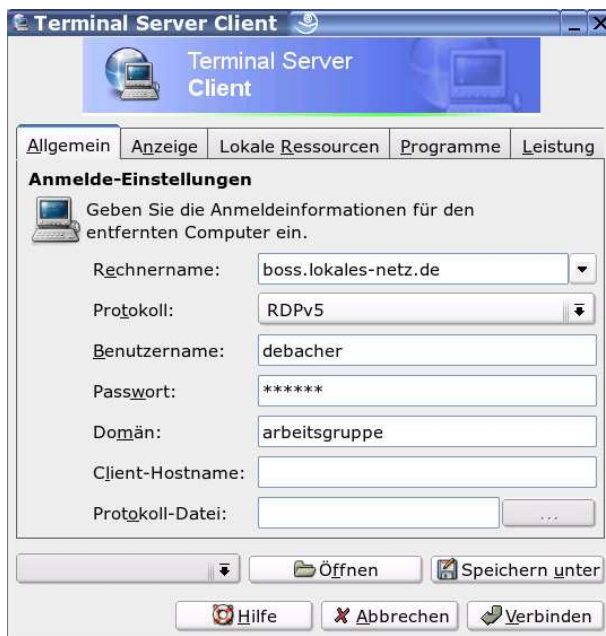 Terminal Server Client
Terminal Server
Client
Allgemein Anzeige Lokale Ressourcen Programme Leistung
Anmelde-Einstellungen
Geben Sie die Anmeldeinformationen für den
entfernten Computer ein.
Rechnername: boss.lokales-netz.de
Protokoll: RDPv5
Benutzername: debacher
Passwort: ******
Domän: arbeitsgruppe
Client-Hostname:
Protokoll-Datei: ...
Öffnen Speichern unter
Hilfe Abbrechen Verbinden